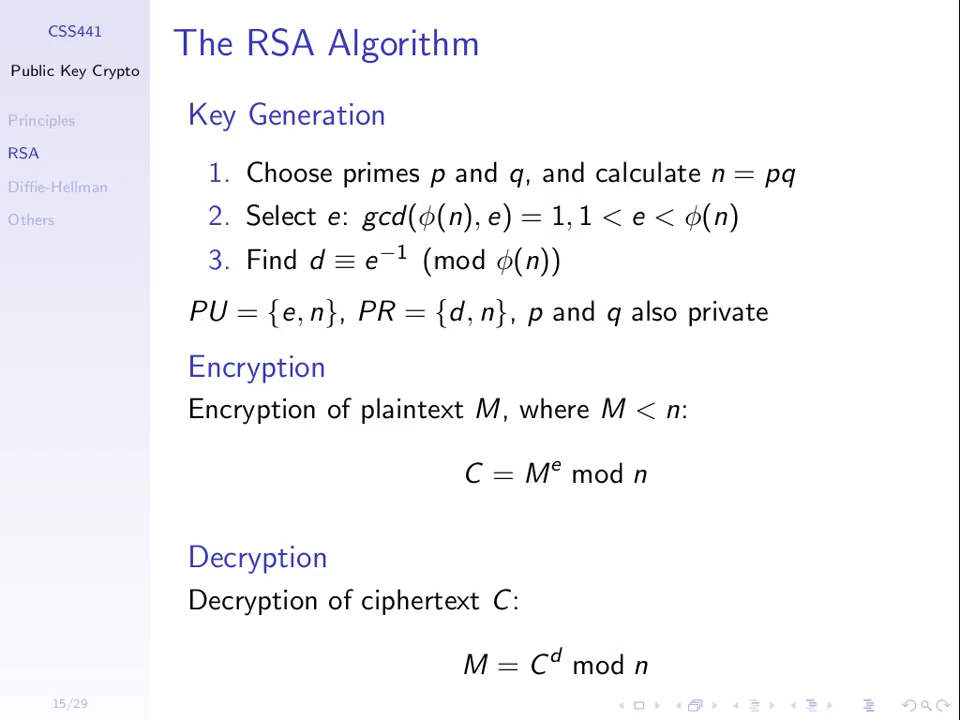 CSS441
Public Key Crypto
Principles
RSA
Diffie-Hellman
Others
The RSA Algorithm
Key Generation
1. Choose primes p and q, and calculate n = pq
2. Select e: gcd(ϕ(n), e) = 1, 1 < e < ϕ(n)
3. Find d ≡ e⁻¹ (mod ϕ(n))
PU = {e, n}, PR = {d, n}, p and q also private
Encryption
Encryption of plaintext M, where M < n:
C = Mᵉ mod n
Decryption
Decryption of ciphertext C:
M = Cᵈ mod n
15/29